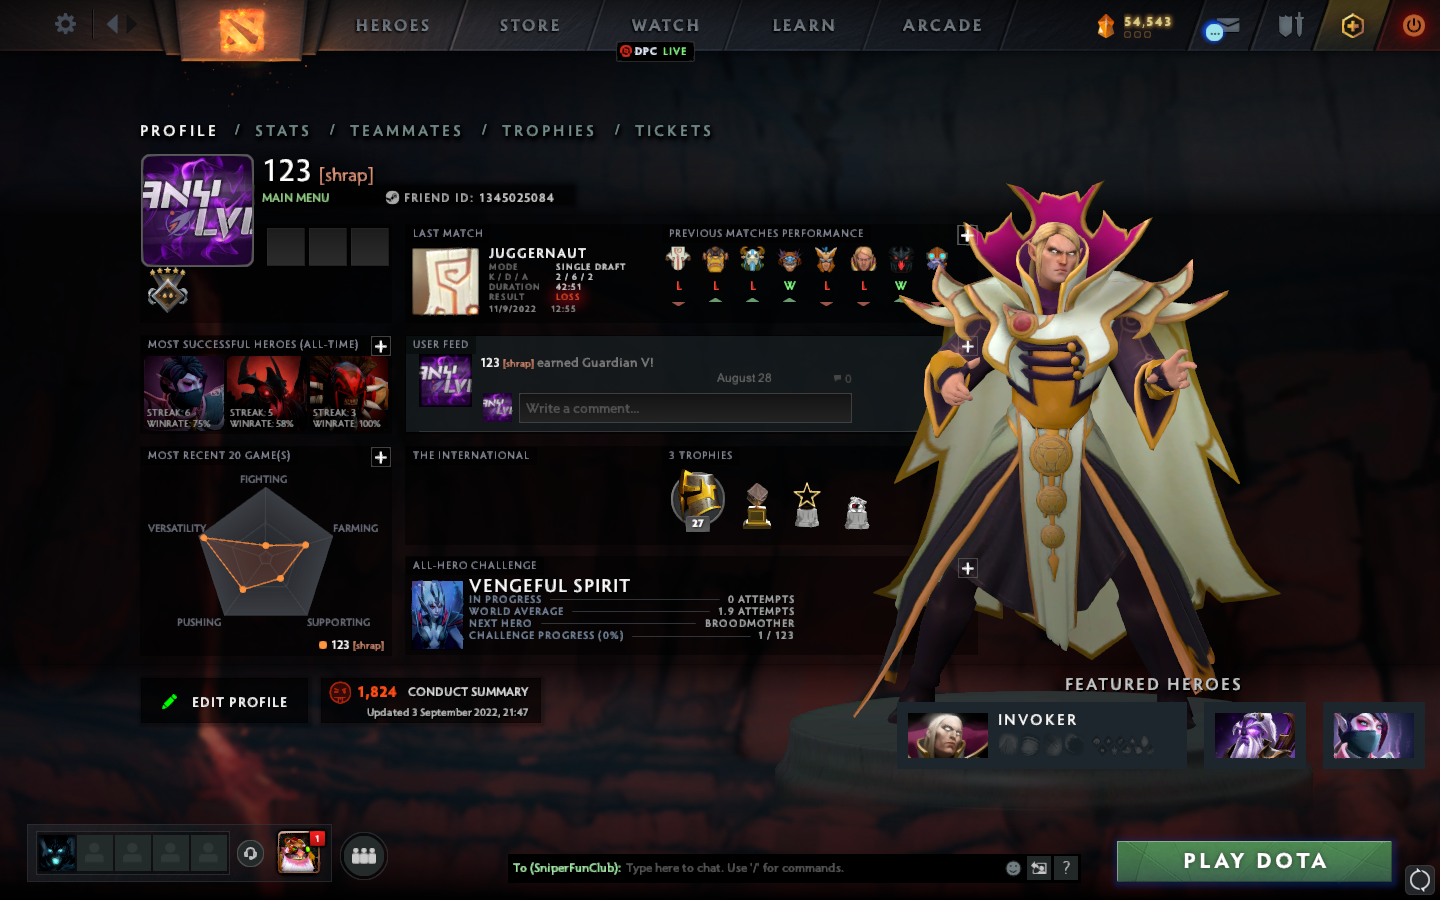 HEROES
STORE
WATCH
LEARN
ARCADE
54,543
DPC LIVE
PROFILE / STATS / TEAMMATES / TROPHIES / TICKETS
123 [shrap]
MAIN MENU
FRIEND ID: 1345025084
LAST MATCH
JUGGERNAUT
MODE SINGLE DRAFT
K / D / A 2 / 6 / 2
DURATION 42:51
RESULT LOSS
11/9/2022 12:55
PREVIOUS MATCHES PERFORMANCE
L L L W L L W L
MOST SUCCESSFUL HEROES (ALL-TIME)
STREAK: 6
WINRATE: 75%
STREAK: 5
WINRATE: 58%
STREAK: 3
WINRATE: 100%
USER FEED
123 [shrap] earned Guardian V!
August 28
0
Write a comment...
MOST RECENT 20 GAME(S)
FIGHTING
VERSATILITY
FARMING
PUSHING
SUPPORTING
123 [shrap]
THE INTERNATIONAL
3 TROPHIES
27
ALL-HERO CHALLENGE
VENGEFUL SPIRIT
IN PROGRESS 0 ATTEMPTS
WORLD AVERAGE 1.9 ATTEMPTS
NEXT HERO BROODMOTHER
CHALLENGE PROGRESS (0%) 1 / 123
EDIT PROFILE
1,824 CONDUCT SUMMARY
Updated 3 September 2022, 21:47
FEATURED HEROES
INVOKER
1
To (SniperFunClub): Type here to chat. Use '/' for commands.
?
PLAY DOTA